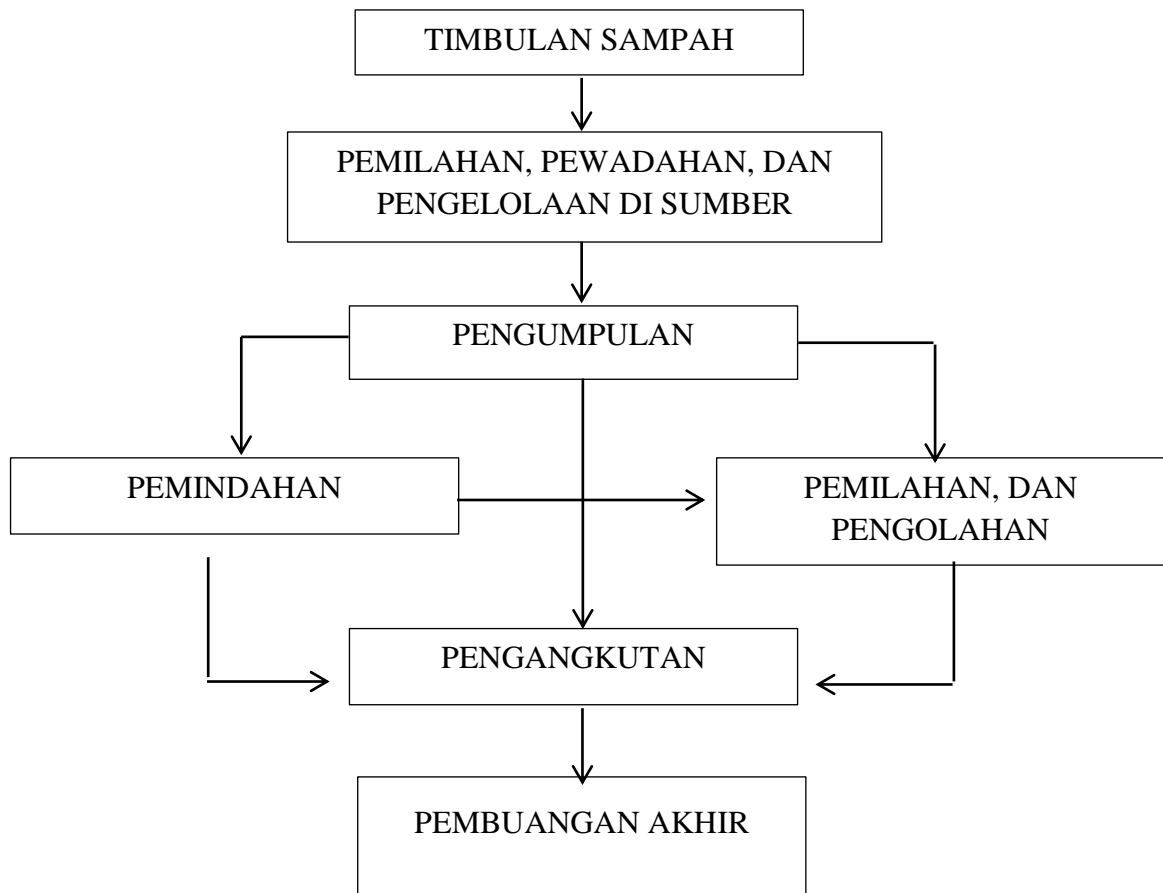 TIMBULAN SAMPAH
PEMILAHAN, PEWADAHAN, DAN
PENGELOLAAN DI SUMBER
PENGUMPULAN
PEMINDAHAN
PEMILAHAN, DAN
PENGOLAHAN
PENGANGKUTAN
PEMBUANGAN AKHIR